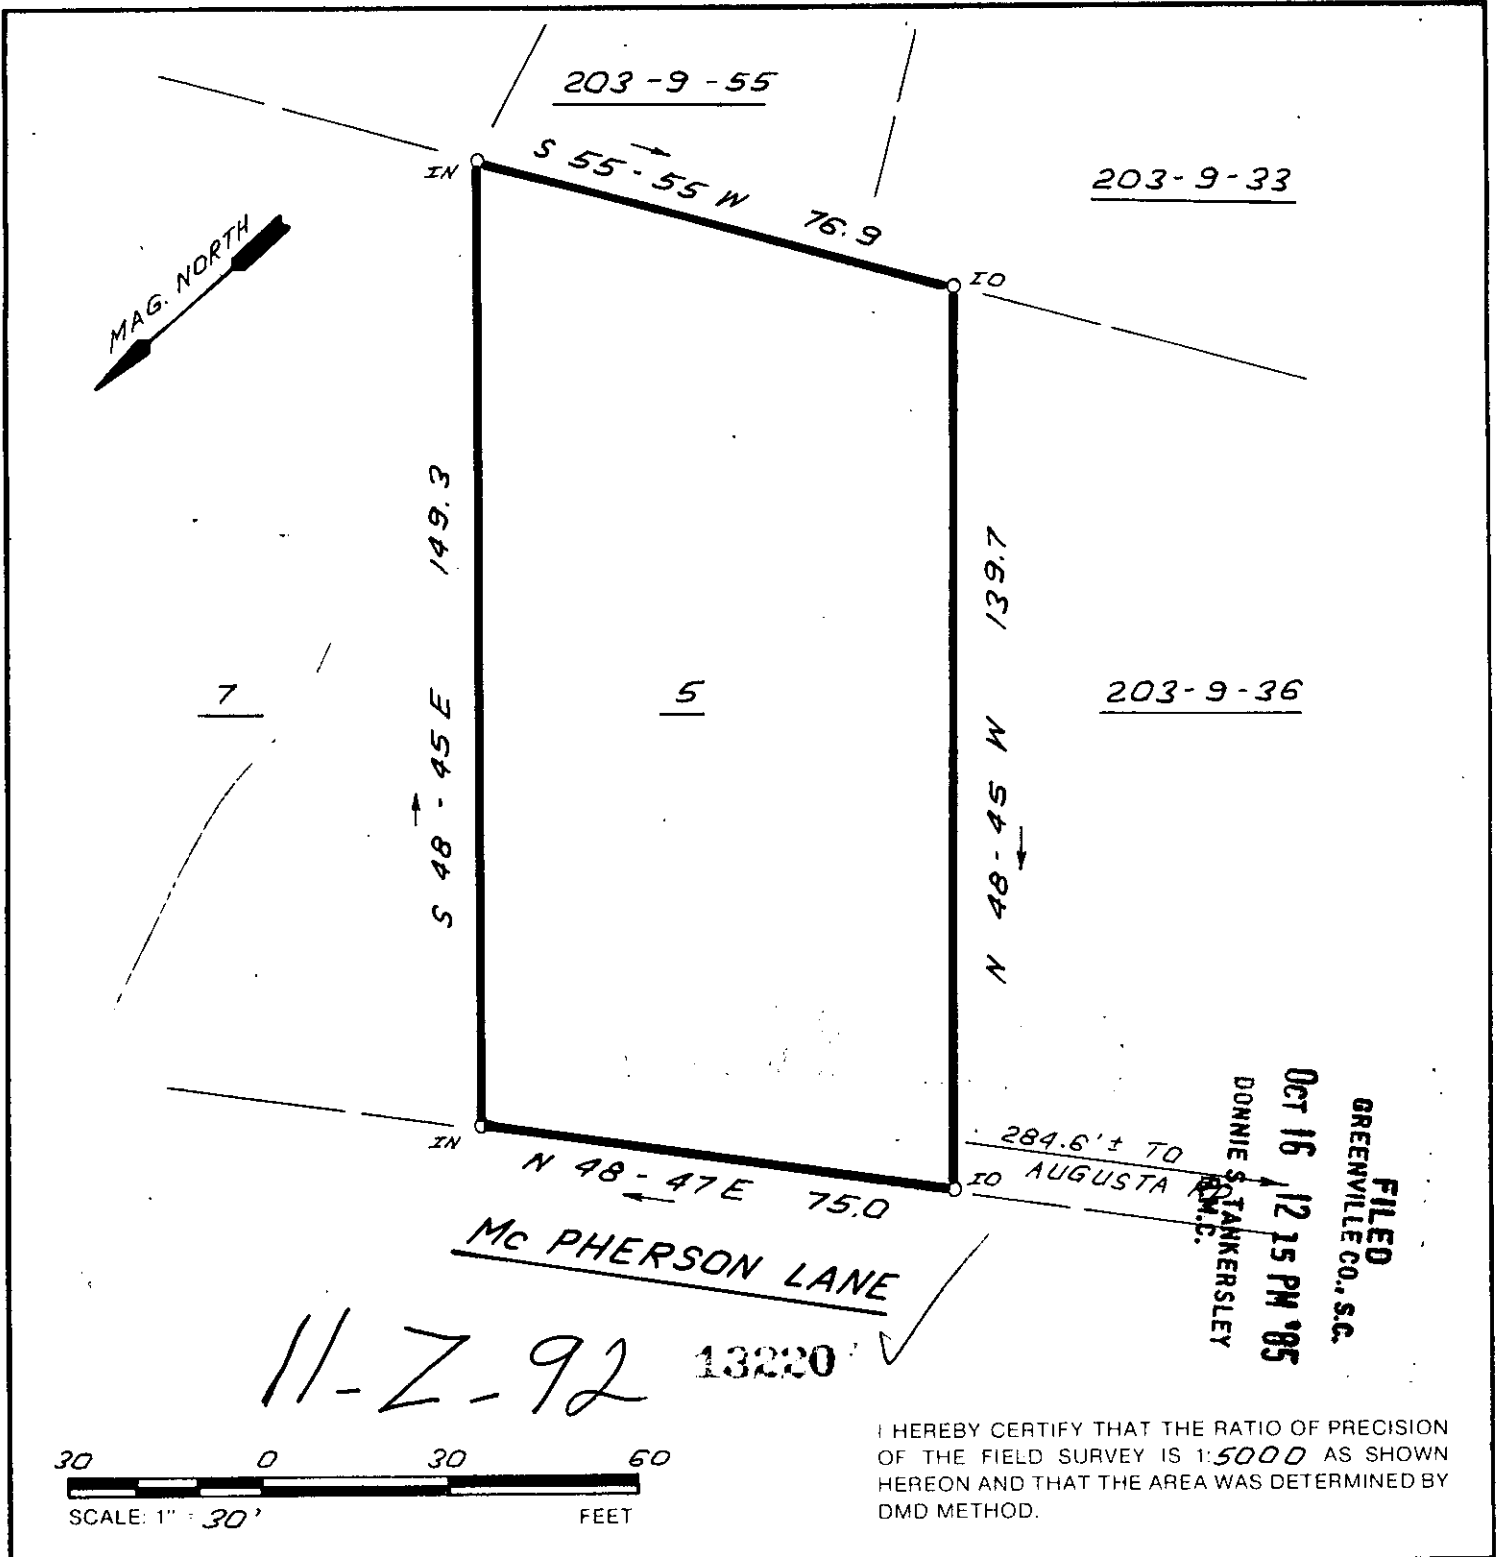 203-9-55
IN
S 55-55 W 76.9
203-9-33
IO
MAG. NORTH
S 48-45 E 149.3
N 48-45 W 139.7
7
5
203-9-36
IN
N 48-47 E 75.0
IO
284.6'± TO
AUGUSTA RD.
Mc PHERSON LANE
FILED
GREENVILLE CO., S.C.
OCT 16 12 15 PM '85
DONNIE S. TANKERSLEY
R.M.C.
11-Z-92
13220
30 0 30 60
SCALE: 1" = 30'
FEET
I HEREBY CERTIFY THAT THE RATIO OF PRECISION
OF THE FIELD SURVEY IS 1:5000 AS SHOWN
HEREON AND THAT THE AREA WAS DETERMINED BY
DMD METHOD.